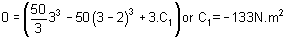 0 = (50/3 3³ − 50(3−2)³ + 3.C₁) or C₁ = −133N.m²